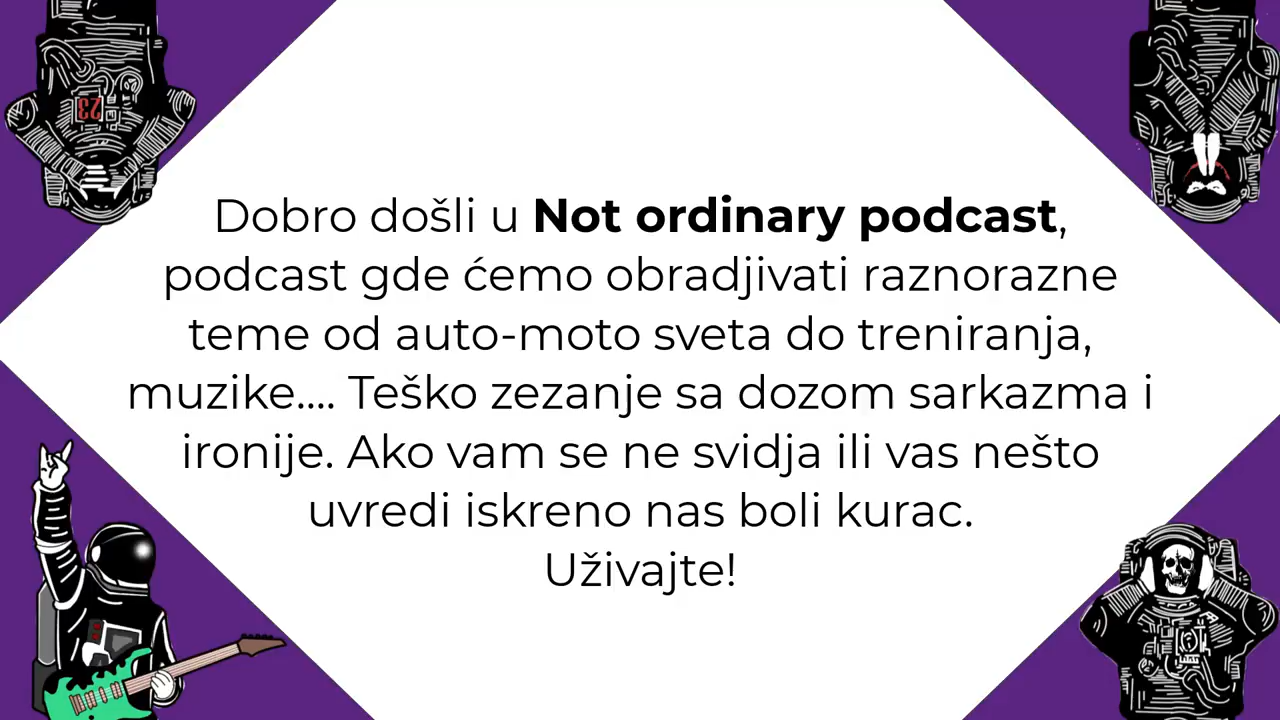 Dobro došli u Not ordinary podcast,
podcast gde ćemo obradjivati raznorazne
teme od auto-moto sveta do treniranja,
muzike.... Teško zezanje sa dozom sarkazma i
ironije. Ako vam se ne svidja ili vas nešto
uvredi iskreno nas boli kurac.
Uživajte!
23